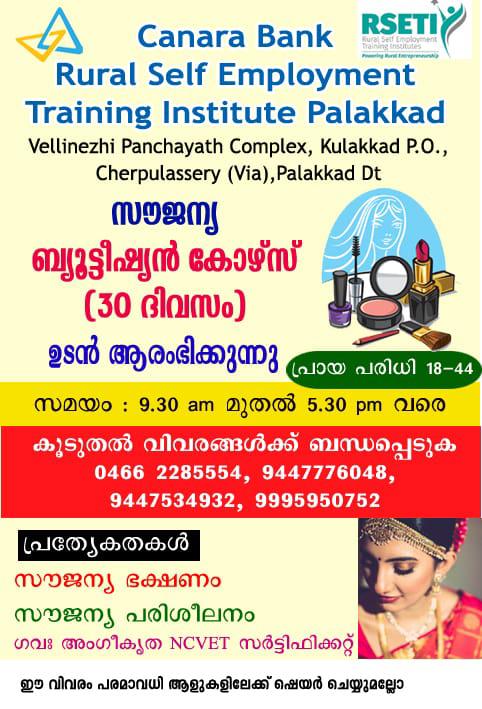 Canara Bank
Rural Self Employment
Training Institute Palakkad
RSETI
Rural Self Employment
Training Institutes
Powering Rural Entrepreneurship
Vellinezhi Panchayath Complex, Kulakkad P.O.,
Cherpulassery (Via),Palakkad Dt
സൗജന്യ
ബ്യൂട്ടീഷ്യൻ കോഴ്സ്
(30 ദിവസം)
ഉടൻ ആരംഭിക്കുന്നു
പ്രായ പരിധി 18-44
സമയം : 9.30 am മുതൽ 5.30 pm വരെ
കൂടുതൽ വിവരങ്ങൾക്ക് ബന്ധപ്പെടുക
0466 2285554, 9447776048,
9447534932, 9995950752
പ്രത്യേകതകൾ
സൗജന്യ ഭക്ഷണം
സൗജന്യ പരിശീലനം
ഗവഃ അംഗീകൃത NCVET സർട്ടിഫിക്കറ്റ്
ഈ വിവരം പരമാവധി ആളുകളിലേക്ക് ഷെയർ ചെയ്യുമല്ലോ